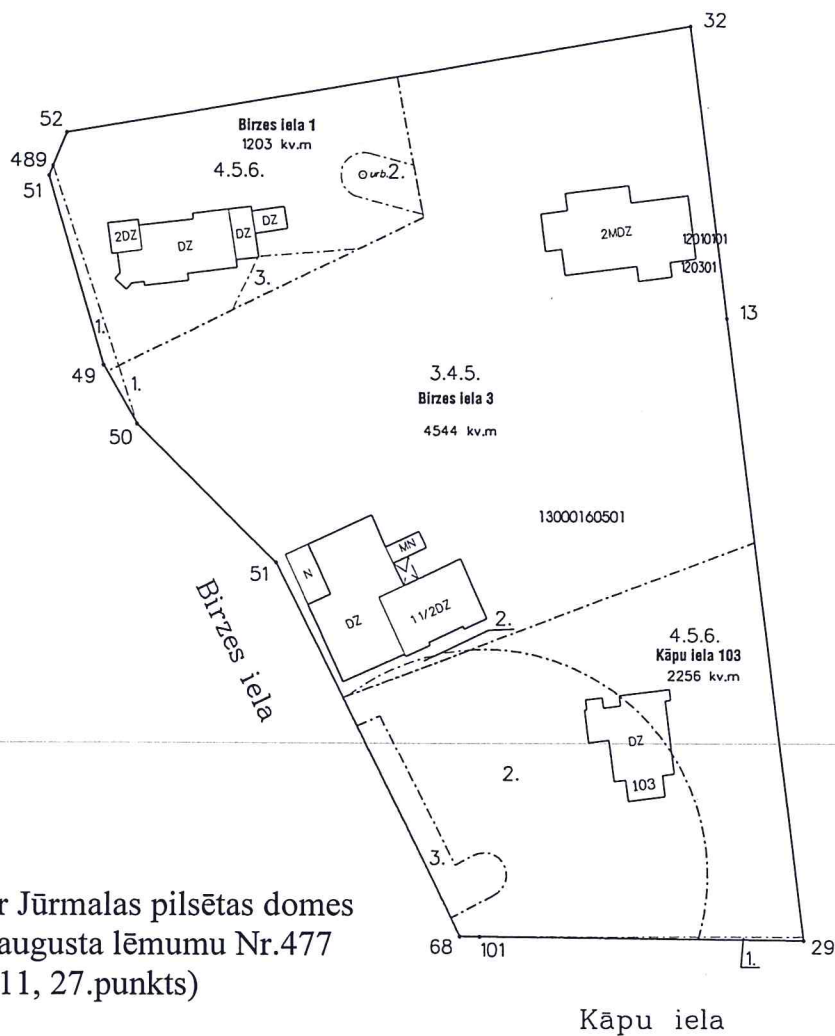 32
52
489
51
Birzes iela 1
1203 kv.m
4.5.6.
urb.
2.
2DZ
DZ
DZ
DZ
3.
2MDZ
12010101
120301
13
1.
49
1.
50
3.4.5.
Birzes iela 3
4544 kv.m
13000160501
51
N
MN
DZ
1 1/2DZ
2.
Birzes iela
4.5.6.
Kāpu iela 103
2256 kv.m
DZ
103
2.
3.
r Jūrmalas pilsētas domes
augusta lēmumu Nr.477
11, 27.punkts)
68
101
1.
29
Kāpu iela